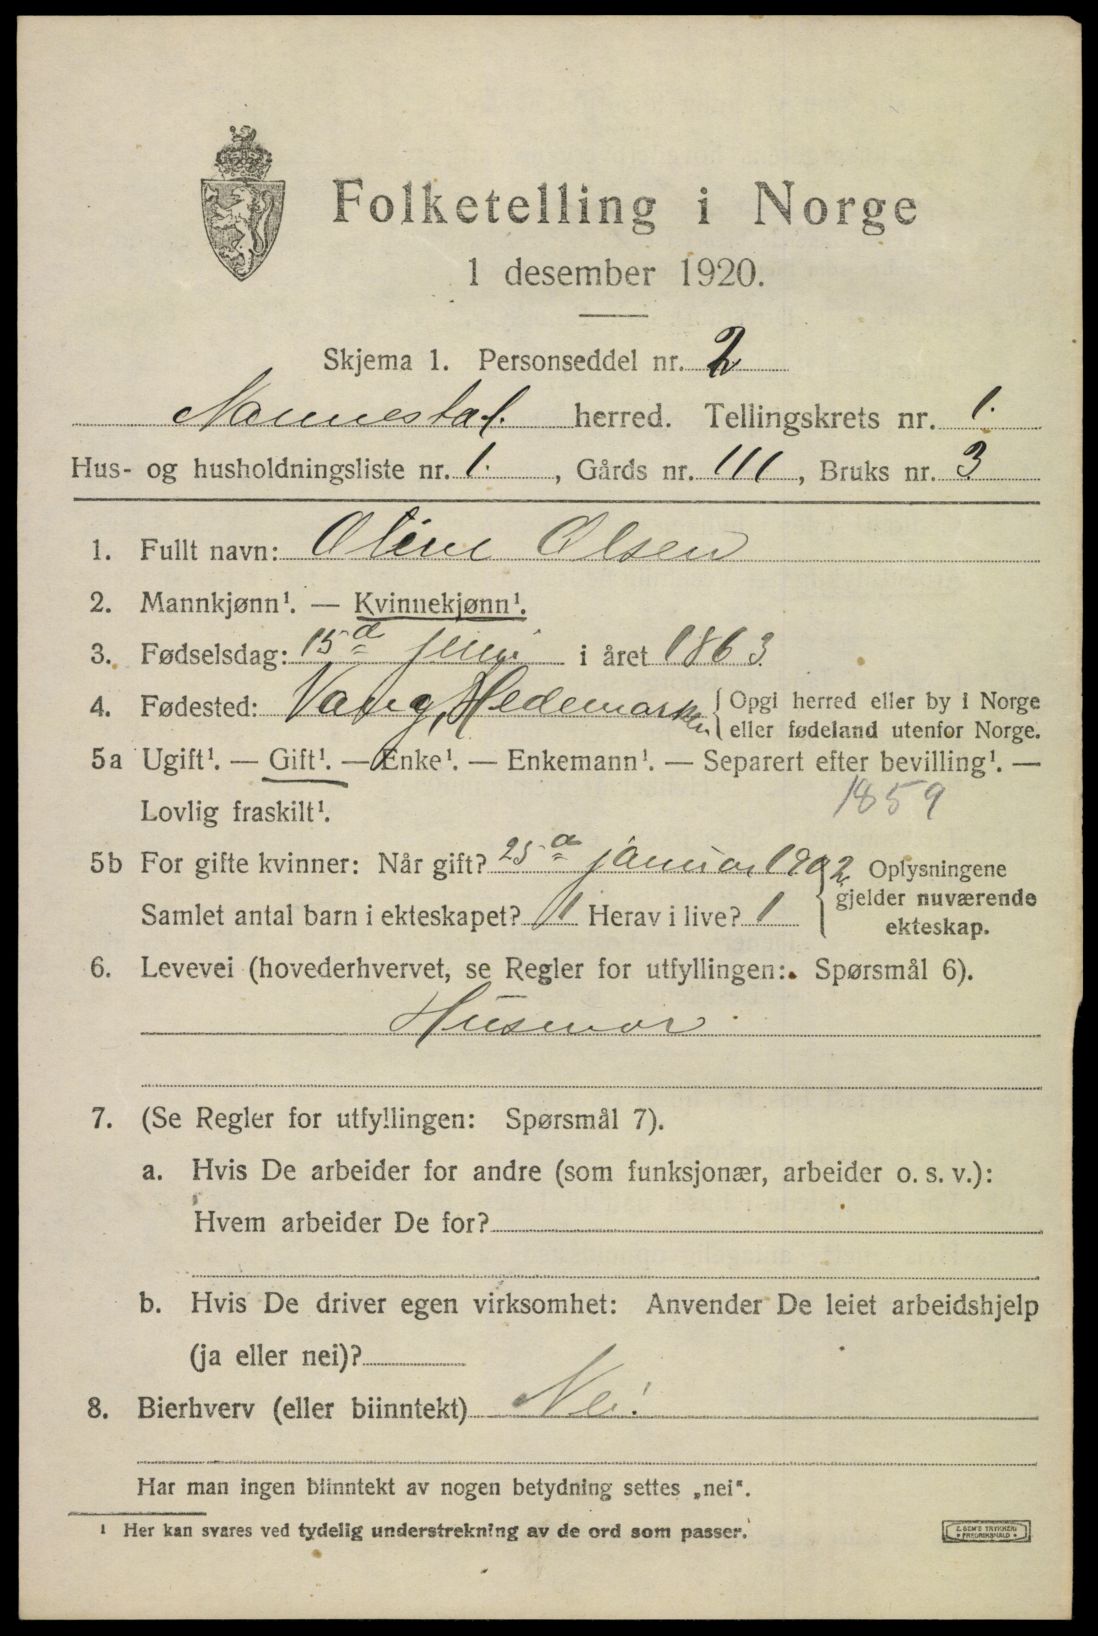 Folketelling i Norge
1 desember 1920.
Skjema 1. Personseddel nr. 2
Nannestad. herred. Tellingskrets nr. 1.
Hus- og husholdningsliste nr. 1. , Gårds nr. 111 , Bruks nr. 3
1. Fullt navn: Oline Olsen
2. Mannkjønn¹. — Kvinnekjønn¹.
3. Fødselsdag: 15de i året 1863.
4. Fødested: Vang, Hedemarken { Opgi herred eller by i Norge
eller fødeland utenfor Norge.
5a Ugift¹. — Gift¹. — Enke¹. — Enkemann¹. — Separert efter bevilling¹. —
Lovlig fraskilt¹. 1859
5b For gifte kvinner: Når gift? 25de januar 1902 { Oplysningene
Samlet antal barn i ekteskapet? 1 Herav i live? 1 gjelder nuværende
ekteskap.
6. Levevei (hovederhvervet, se Regler for utfyllingen: Spørsmål 6).
Husmor.
7. (Se Regler for utfyllingen: Spørsmål 7).
a. Hvis De arbeider for andre (som funksjonær, arbeider o. s. v.):
Hvem arbeider De for?
b. Hvis De driver egen virksomhet: Anvender De leiet arbeidshjelp
(ja eller nei)?
8. Bierhverv (eller biinntekt) Nei.
Har man ingen biinntekt av nogen betydning settes „nei“.
¹ Her kan svares ved tydelig understrekning av de ord som passer.
E. SEM'S TRYKKERI
FREDRIKSHALD